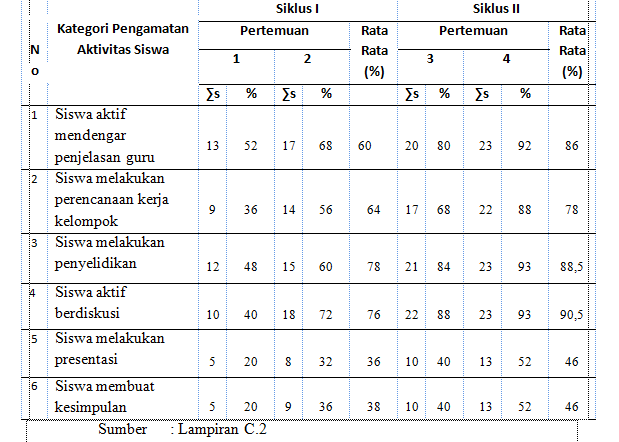 N o Kategori Pengamatan Aktivitas Siswa Siklus I Siklus II
Pertemuan Rata Rata (%) Pertemuan Rata Rata (%)
1 2 3 4
∑s % ∑s % ∑s % ∑s %
1 Siswa aktif
mendengar
penjelasan guru 13 52 17 68 60 20 80 23 92 86
2 Siswa melakukan
perencanaan kerja
kelompok 9 36 14 56 64 17 68 22 88 78
3 Siswa melakukan
penyelidikan 12 48 15 60 78 21 84 23 93 88,5
4 Siswa aktif
berdiskusi 10 40 18 72 76 22 88 23 93 90,5
5 Siswa melakukan
presentasi 5 20 8 32 36 10 40 13 52 46
6 Siswa membuat
kesimpulan 5 20 9 36 38 10 40 13 52 46
Sumber : Lampiran C.2